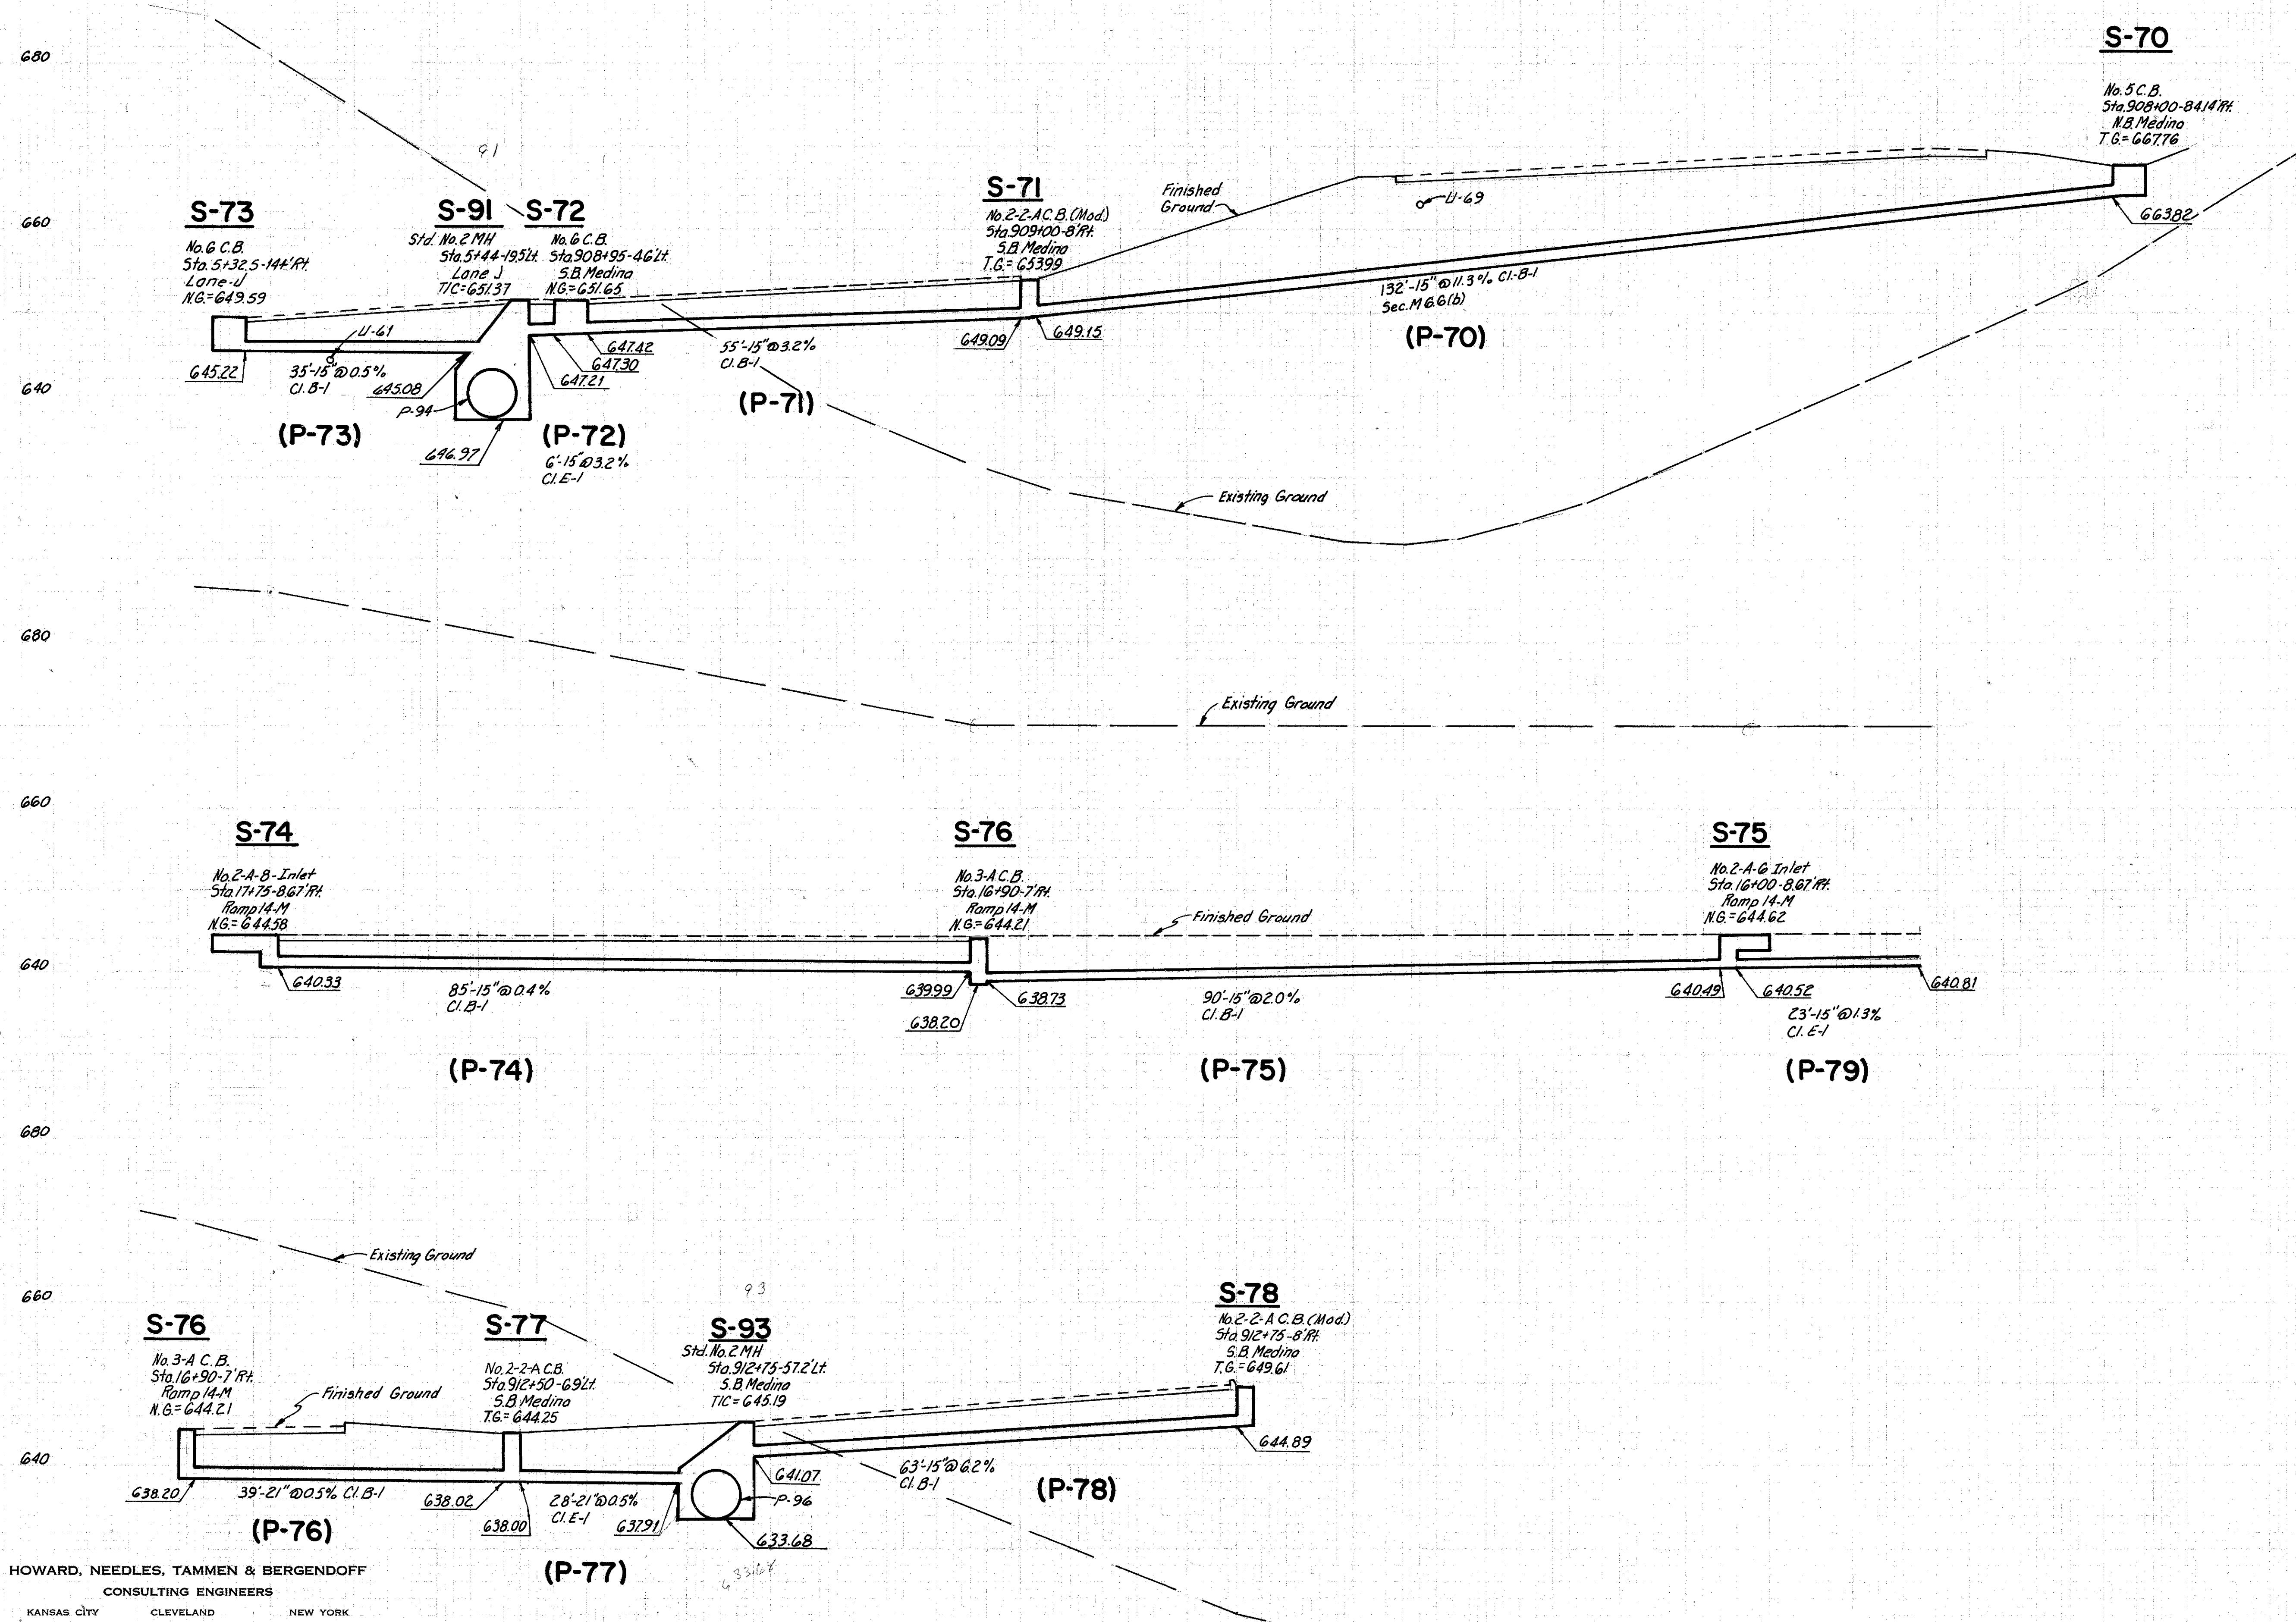 680
S-70
No. 5 C.B.
Sta. 908+00-84.14' Rt.
N.B. Medina
T.G.= 667.76
91
S-73
No. 6 C.B.
Sta. 5+32.5-14± Rt.
Lane-J
N.G.= 649.59
S-91
Std. No. 2 MH
Sta. 5+44-19.5' Lt.
Lane J
T/C= 651.37
S-72
No. 6 C.B.
Sta. 908+95-46' Lt.
S.B. Medina
N.G.= 651.65
S-71
No. 2-2-A C.B. (Mod.)
Sta. 909+00-8' Rt.
S.B. Medina
T.G.= 653.99
Finished
Ground
U-69
660
663.82
132'-15" @ 11.3% Cl.-B-1
Sec. M 6.6(b)
(P-70)
U-61
645.22
35'-15" @ 0.5%
Cl. B-1
645.08
P-94
(P-73)
646.97
647.42
647.30
647.21
(P-72)
6'-15" @ 3.2%
Cl. E-1
55'-15" @ 3.2%
Cl. B-1
(P-71)
649.09
649.15
640
Existing Ground
680
Existing Ground
660
S-74
No. 2-A-8-Inlet
Sta. 17+75-8.67' Rt.
Ramp 14-M
N.G.= 644.58
S-76
No. 3-A C.B.
Sta. 16+90-7' Rt.
Ramp 14-M
N.G.= 644.21
Finished Ground
S-75
No. 2-A-6 Inlet
Sta. 16+00-8.67' Rt.
Ramp 14-M
N.G.= 644.62
640
640.33
85'-15" @ 0.4%
Cl. B-1
639.99
638.20
638.73
90'-15" @ 2.0%
Cl. B-1
640.49
640.52
640.81
23'-15" @ 1.3%
Cl. E-1
(P-74)
(P-75)
(P-79)
680
Existing Ground
660
93
S-76
No. 3-A C.B.
Sta. 16+90-7' Rt.
Ramp 14-M
N.G.= 644.21
Finished Ground
S-77
No. 2-2-A C.B.
Sta. 912+50-69' Lt.
S.B. Medina
T.G.= 644.25
S-93
Std. No. 2 MH
Sta. 912+75-57.2' Lt.
S.B. Medina
T/C= 645.19
S-78
No. 2-2-A C.B. (Mod.)
Sta. 912+75-8' Rt.
S.B. Medina
T.G.= 649.61
640
638.20
39'-21" @ 0.5% Cl. B-1
(P-76)
638.02
638.00
28'-21" @ 0.5%
Cl. E-1
637.91
(P-77)
641.07
P-96
633.68
633.68
63'-15" @ 6.2%
Cl. B-1
(P-78)
644.89
HOWARD, NEEDLES, TAMMEN & BERGENDOFF
CONSULTING ENGINEERS
KANSAS CITY CLEVELAND NEW YORK